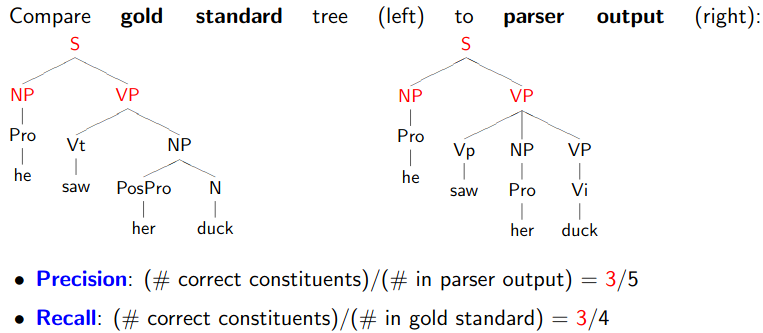 Compare gold standard tree (left) to parser output (right):
S S
NP VP NP VP
Pro Vt NP Pro Vp NP VP
he saw PosPro N he saw Pro Vi
her duck her duck
• Precision: (# correct constituents)/(# in parser output) = 3/5
• Recall: (# correct constituents)/(# in gold standard) = 3/4